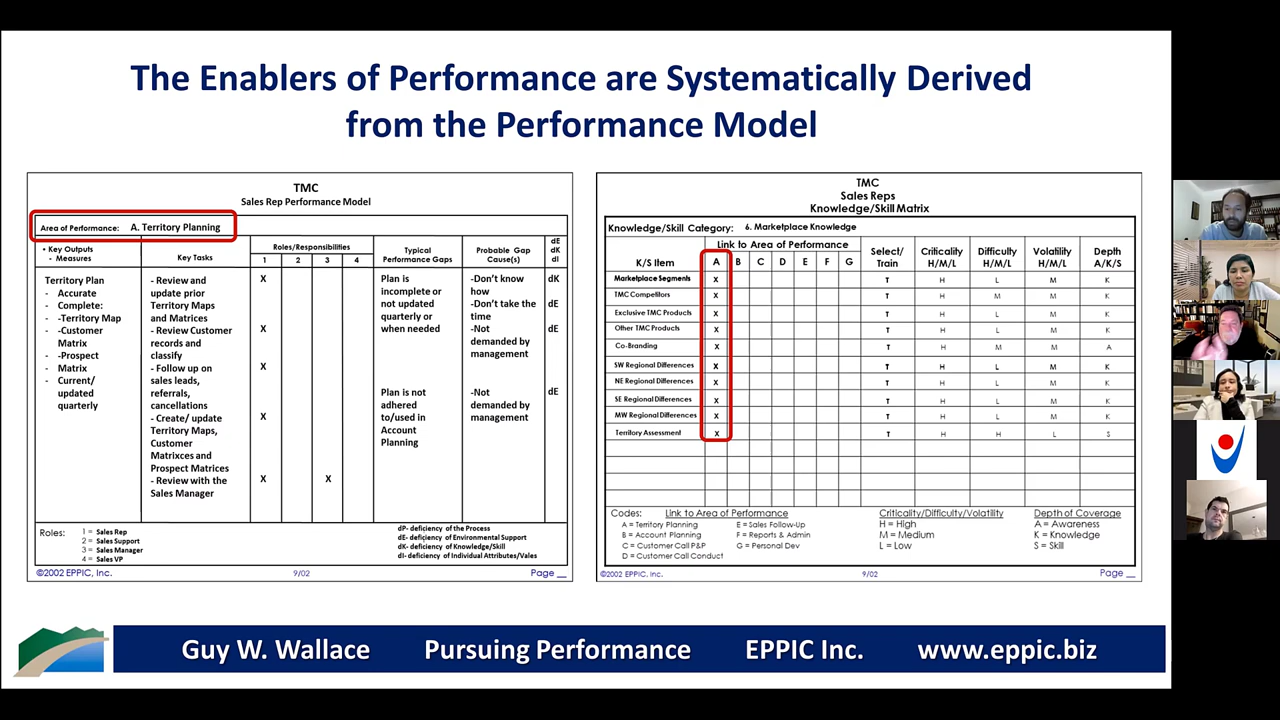 The Enablers of Performance are Systematically Derived
from the Performance Model
TMC
Sales Rep Performance Model
Area of Performance: A. Territory Planning
• Key Outputs
- Measures
Key Tasks
Roles/Responsibilities
1 2 3 4
Typical
Performance Gaps
Probable Gap
Cause(s)
dE
dK
dI
Territory Plan
- Accurate
- Complete:
- -Territory Map
- -Customer
Matrix
- -Prospect
- Matrix
- Current/
updated
quarterly
- Review and
update prior
Territory Maps
and Matrices
- Review Customer
records and
classify
- Follow up on
sales leads,
referrals,
cancellations
- Create/ update
Territory Maps,
Customer
Matrixces and
Prospect Matrices
- Review with the
Sales Manager
X
X
X
X
X X
Plan is
incomplete or
not updated
quarterly or
when needed
Plan is not
adhered
to/used in
Account
Planning
-Don't know
how
-Don't take the
time
-Not
demanded by
management
-Not
demanded by
management
dK
dE
dE
dE
Roles:
1 = Sales Rep
2 = Sales Support
3 = Sales Manager
4 = Sales VP
dP- deficiency of the Process
dE- deficiency of Environmental Support
dK- deficiency of Knowledge/Skill
dI- deficiency of Individual Attributes/Vales
©2002 EPPIC, Inc. 9/02 Page __
TMC
Sales Reps
Knowledge/Skill Matrix
Knowledge/Skill Category: 6. Marketplace Knowledge
K/S Item
Link to Area of Performance
A B C D E F G
Select/
Train
Criticality
H/M/L
Difficulty
H/M/L
Volatility
H/M/L
Depth
A/K/S
Marketplace Segments X T H L M K
TMC Competitors X T H M M K
Exclusive TMC Products X T H L M K
Other TMC Products X T H L M K
Co-Branding X T H M M A
SW Regional Differences X T H L M K
NE Regional Differences X T H L M K
SE Regional Differences X T H L M K
MW Regional Differences X T H L M K
Territory Assessment X T H H L S
Codes: Link to Area of Performance
A = Territory Planning E = Sales Follow-Up
B = Account Planning F = Reports & Admin
C = Customer Call P&P G = Personal Dev
D = Customer Call Conduct
Criticality/Difficulty/Volatility
H = High
M = Medium
L = Low
Depth of Coverage
A = Awareness
K = Knowledge
S = Skill
©2002 EPPIC, Inc. 9/02 Page __
Guy W. Wallace Pursuing Performance EPPIC Inc. www.eppic.biz